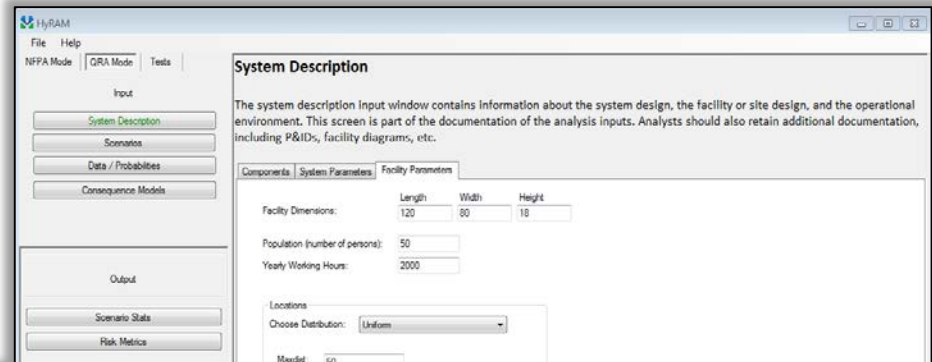 HyRAM
File Help
NFPA Mode QRA Mode Tests
Input
System Description
Scenarios
Data / Probabilities
Consequence Models
Output
Scenario Stats
Risk Metrics
System Description
The system description input window contains information about the system design, the facility or site design, and the operational
environment. This screen is part of the documentation of the analysis inputs. Analysts should also retain additional documentation,
including P&IDs, facility diagrams, etc.
Components System Parameters Facility Parameters
Length Width Height
Facility Dimensions: 120 80 18
Population (number of persons): 50
Yearly Working Hours: 2000
Locations
Choose Distribution: Uniform
Maxdist: 50